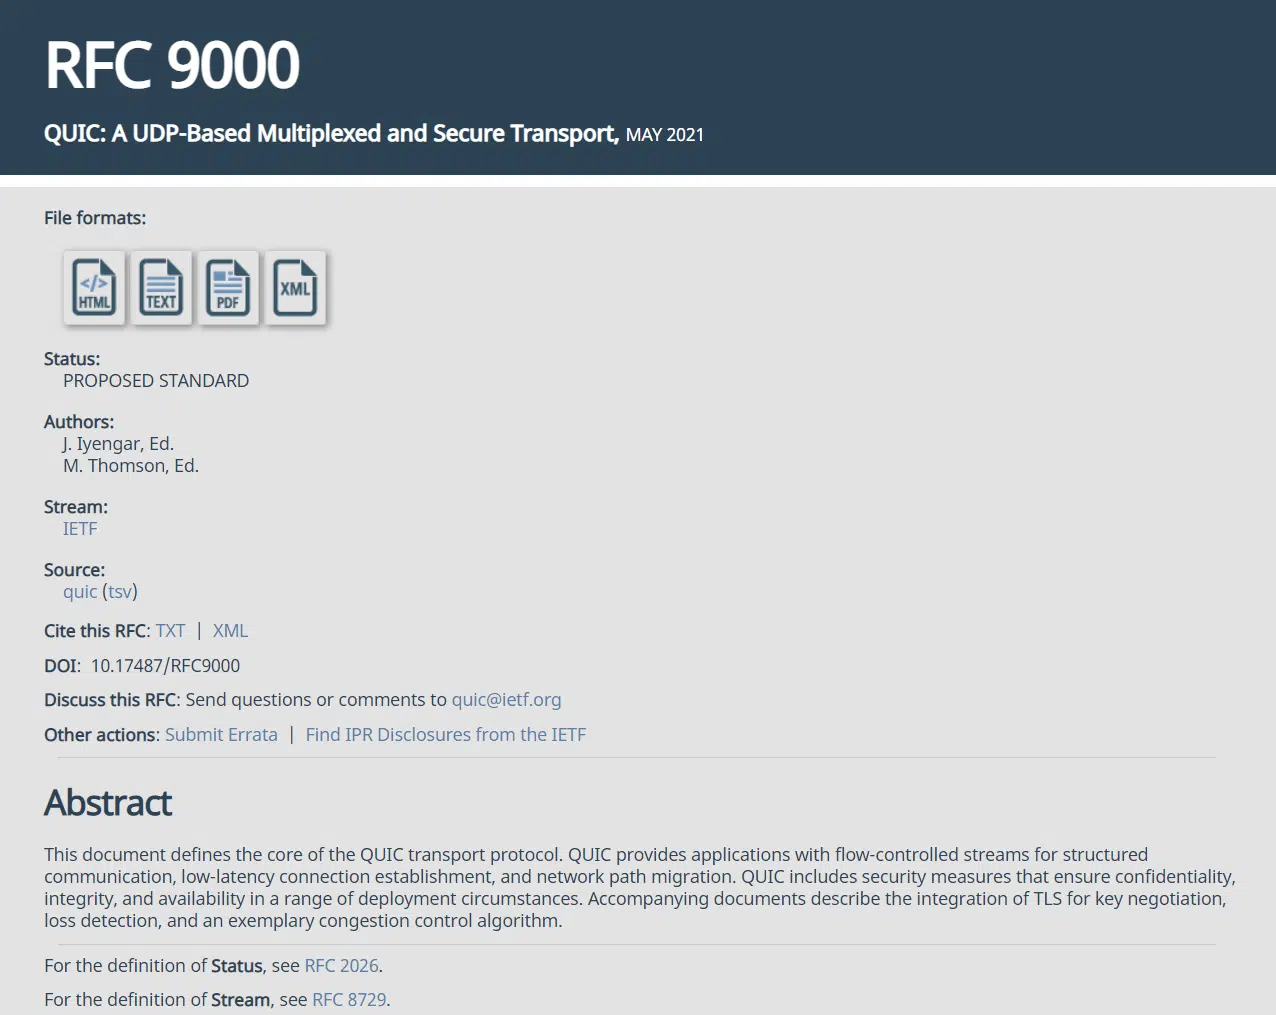 RFC 9000
QUIC: A UDP-Based Multiplexed and Secure Transport, MAY 2021
File formats:
</> HTML TEXT PDF XML
Status:
PROPOSED STANDARD
Authors:
J. Iyengar, Ed.
M. Thomson, Ed.
Stream:
IETF
Source:
quic (tsv)
Cite this RFC: TXT | XML
DOI: 10.17487/RFC9000
Discuss this RFC: Send questions or comments to quic@ietf.org
Other actions: Submit Errata | Find IPR Disclosures from the IETF
Abstract
This document defines the core of the QUIC transport protocol. QUIC provides applications with flow-controlled streams for structured
communication, low-latency connection establishment, and network path migration. QUIC includes security measures that ensure confidentiality,
integrity, and availability in a range of deployment circumstances. Accompanying documents describe the integration of TLS for key negotiation,
loss detection, and an exemplary congestion control algorithm.
For the definition of Status, see RFC 2026.
For the definition of Stream, see RFC 8729.